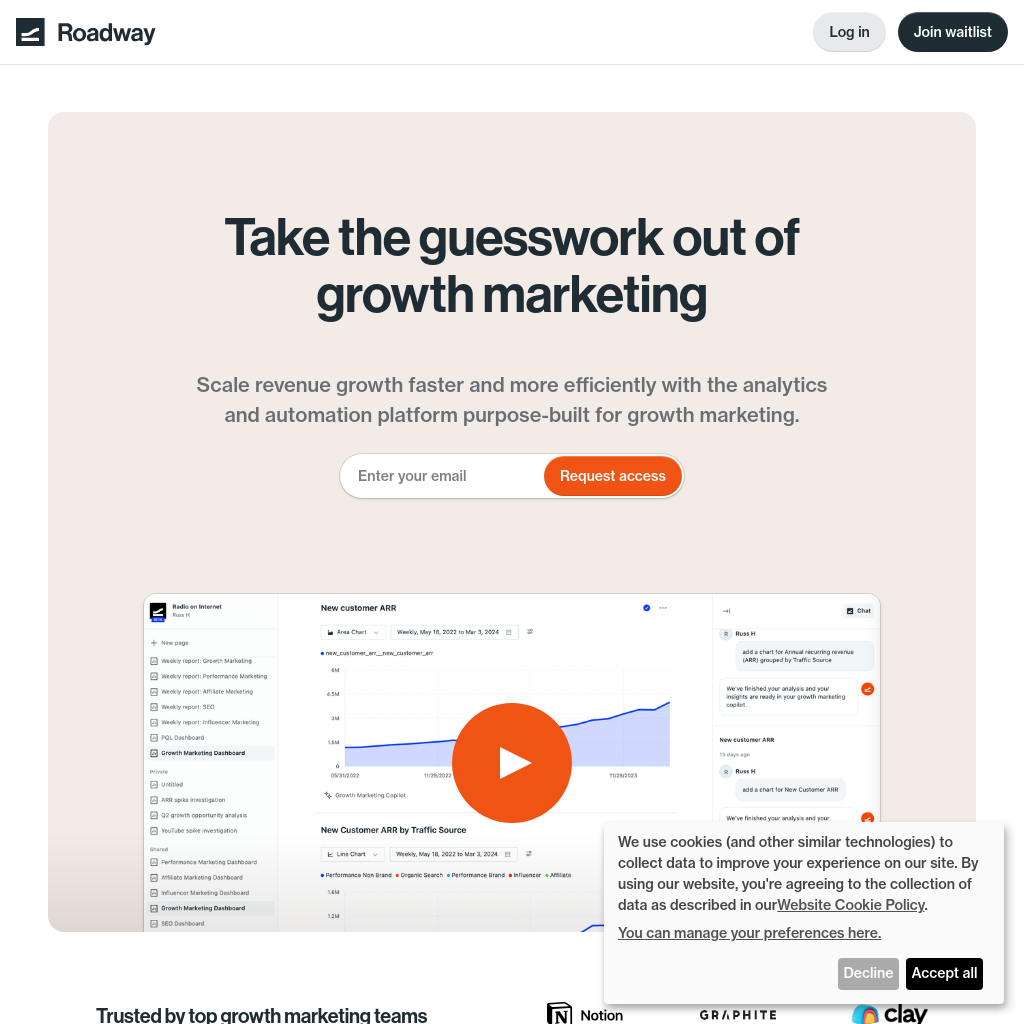 Roadway
Log in
Join waitlist
Take the guesswork out of
growth marketing
Scale revenue growth faster and more efficiently with the analytics
and automation platform purpose-built for growth marketing.
Enter your email
Request access
Radio on Internet
Russ H
New page
Weekly report: Growth Marketing
Weekly report: Performance Marketing
Weekly report: Affiliate Marketing
Weekly report: SEO
Weekly report: Influencer Marketing
PQL Dashboard
Growth Marketing Dashboard
Private
Untitled
ARR spike investigation
Q2 growth opportunity analysis
YouTube spike investigation
Shared
Performance Marketing Dashboard
Affiliate Marketing Dashboard
Influencer Marketing Dashboard
Growth Marketing Dashboard
SEO Dashboard
New customer ARR
Area Chart
Weekly, May 18, 2022 to Mar 3, 2024
new_customer_arr__new_customer_arr
6M
4.5M
3M
1.5M
0
05/31/2022
11/29/2022
11/28/2023
Growth Marketing Copilot
New Customer ARR by Traffic Source
Line Chart
Weekly, May 18, 2022 to Mar 3, 2024
Performance Non Brand Organic Search Performance Brand Influencer Affiliate
1.6M
1.2M
Chat
R Russ H
add a chart for Annual recurring revenue
(ARR) grouped by Traffic Source
We've finished your analysis and your
insights are ready in your growth marketing
copilot.
New customer ARR
15 days ago
R Russ H
add a chart for New Customer ARR
We've finished your analysis and your
We use cookies (and other similar technologies) to
collect data to improve your experience on our site. By
using our website, you're agreeing to the collection of
data as described in ourWebsite Cookie Policy.
You can manage your preferences here.
Decline
Accept all
Trusted by top growth marketing teams
Notion
GRAPHITE
clay